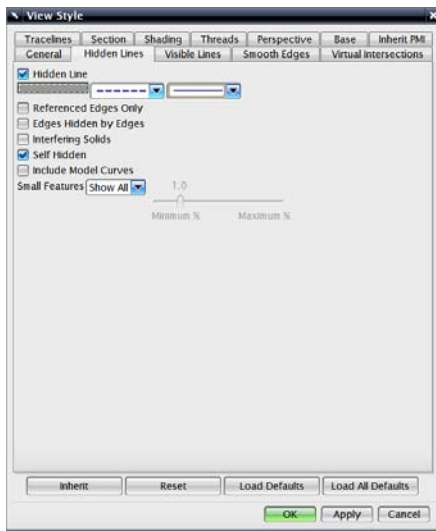 View Style
Tracelines Section Shading Threads Perspective Base Inherit PMI
General Hidden Lines Visible Lines Smooth Edges Virtual Intersections
Hidden Line
Referenced Edges Only
Edges Hidden by Edges
Interfering Solids
Self Hidden
Include Model Curves
Small Features Show All 1.0
Minimum % Maximum %
Inherit Reset Load Defaults Load All Defaults
OK Apply Cancel